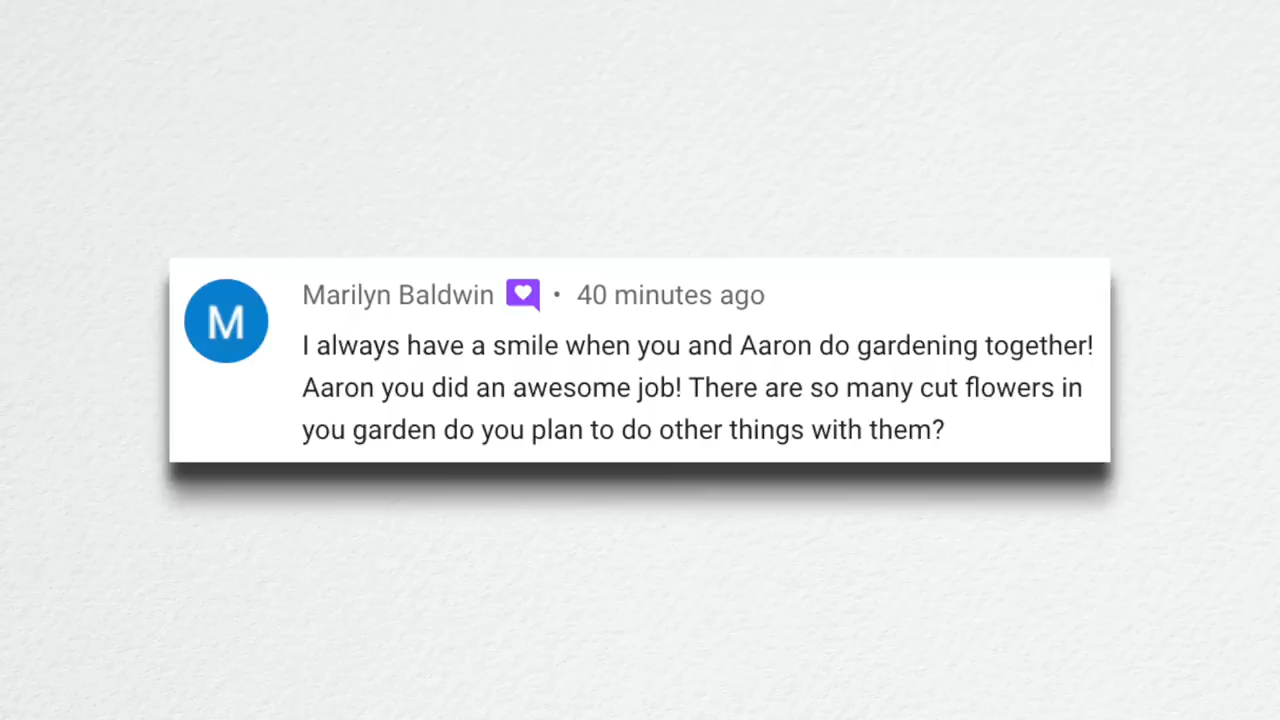 M
Marilyn Baldwin • 40 minutes ago
I always have a smile when you and Aaron do gardening together!
Aaron you did an awesome job! There are so many cut flowers in
you garden do you plan to do other things with them?